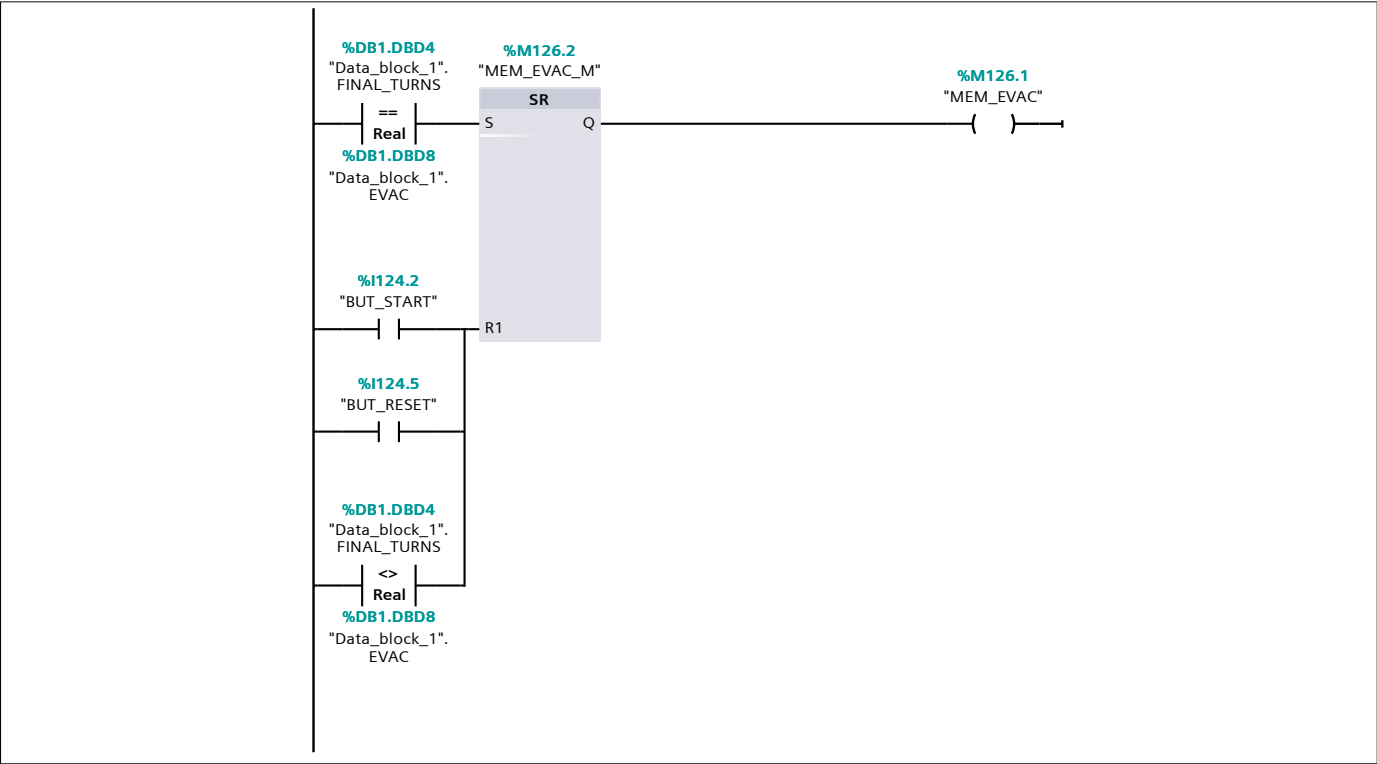 %DB1.DBD4
"Data_block_1".
FINAL_TURNS
==
Real
%DB1.DBD8
"Data_block_1".
EVAC
%M126.2
"MEM_EVAC_M"
SR
S Q
%M126.1
"MEM_EVAC"
%I124.2
"BUT_START"
R1
%I124.5
"BUT_RESET"
%DB1.DBD4
"Data_block_1".
FINAL_TURNS
<>
Real
%DB1.DBD8
"Data_block_1".
EVAC